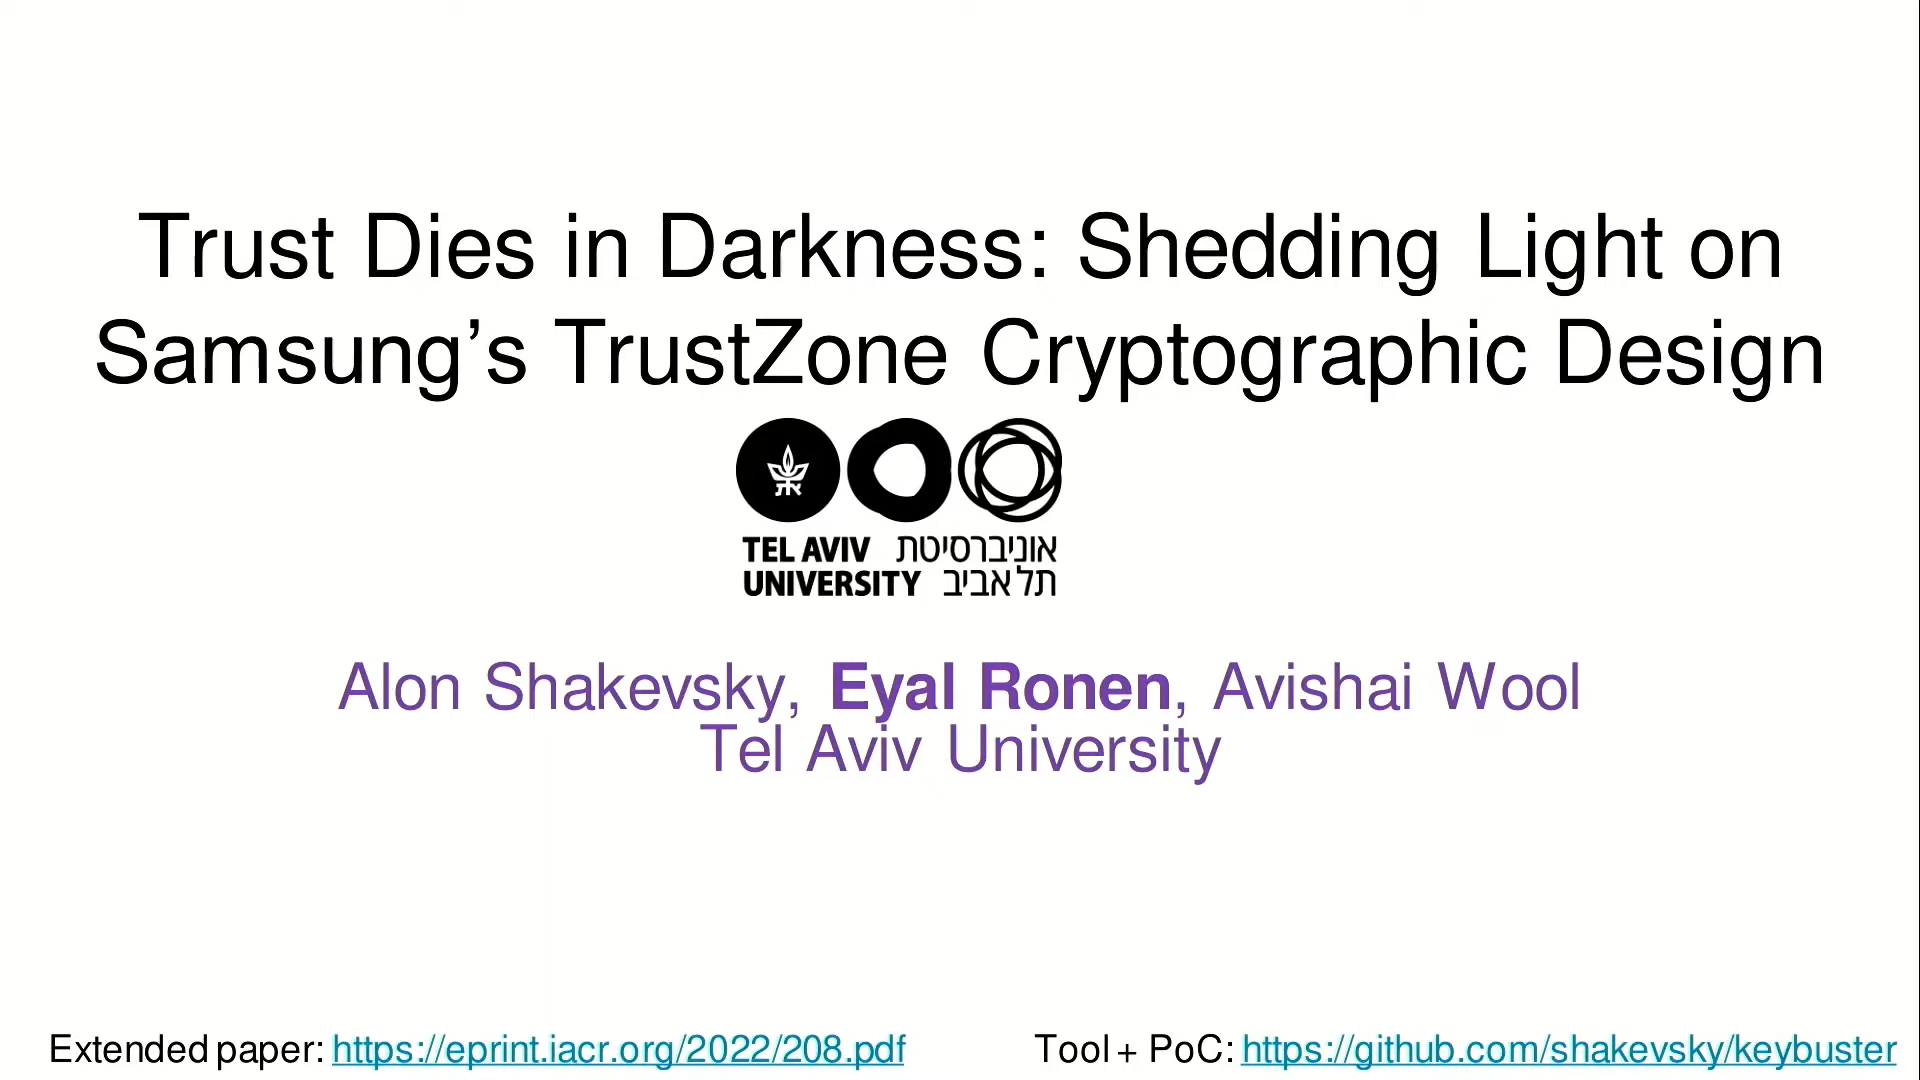 Trust Dies in Darkness: Shedding Light on
Samsung’s TrustZone Cryptographic Design
TEL AVIV אוניברסיטת
UNIVERSITY תל אביב
Alon Shakevsky, Eyal Ronen, Avishai Wool
Tel Aviv University
Extended paper: https://eprint.iacr.org/2022/208.pdf
Tool + PoC: https://github.com/shakevsky/keybuster